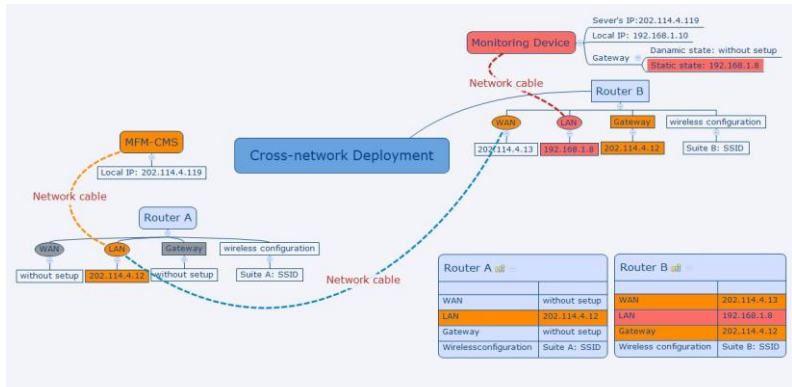 Sever's IP:202.114.4.119
Monitoring Device
Local IP: 192.168.1.10
Gateway
Danamic state: without setup
Static state: 192.168.1.8
Network cable
Router B
WAN
LAN
Gateway
wireless configuration
202.114.4.13
192.168.1.8
202.114.4.12
Suite B: SSID
MFM-CMS
Local IP: 202.114.4.119
Cross-network Deployment
Network cable
Router A
WAN
LAN
Gateway
wireless configuration
without setup
202.114.4.12
without setup
Suite A: SSID
Network cable
Router A
WAN without setup
LAN 202.114.4.12
Gateway without setup
Wirelessconfiguration Suite A: SSID
Router B
WAN 202.114.4.13
LAN 192.168.1.8
Gateway 202.114.4.12
Wireless configuration Suite B: SSID